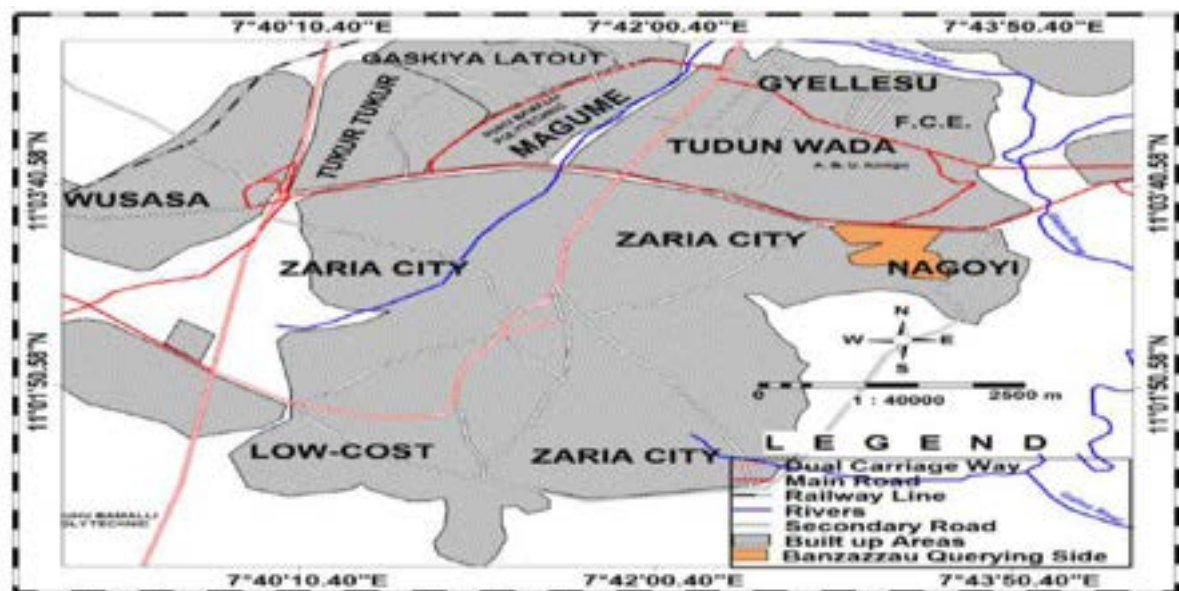 7°40'10.40"E 7°42'00.40"E 7°43'50.40"E
GASKIYA LATOUT
GYELLESU
TUKUR TUKUR
MAGUME
F.C.E.
TUDUN WADA
11°03'40.58"N
11°03'40.58"N
WUSASA
ZARIA CITY
ZARIA CITY
NAGOYI
N
W E
S
11°01'50.58"N
11°01'50.58"N
0 2500 m
1 : 40000
LOW-COST
ZARIA CITY
LEGEND
Dual Carriage Way
Main Road
Railway Line
Rivers
Secondary Road
Built up Areas
Banzazzau Querying Side
7°40'10.40"E 7°42'00.40"E 7°43'50.40"E